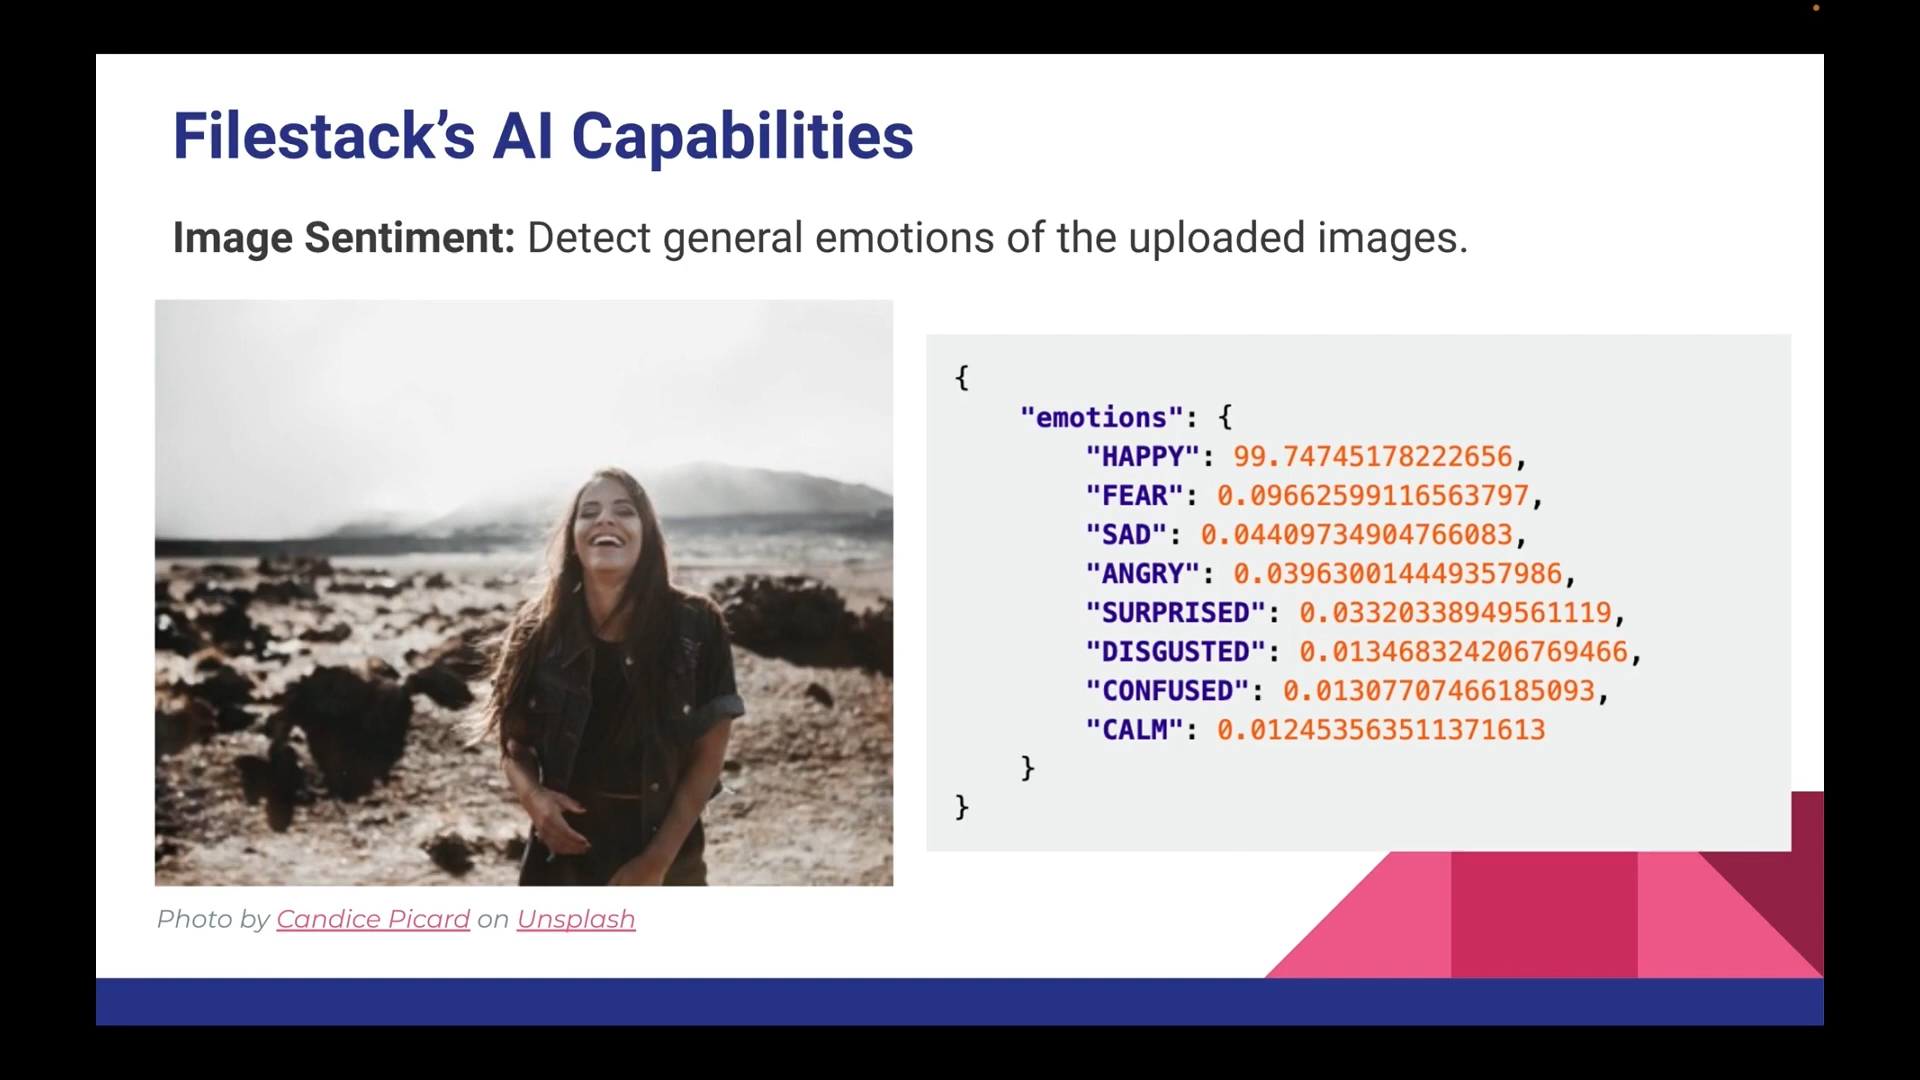 Filestack’s AI Capabilities
Image Sentiment: Detect general emotions of the uploaded images.
{
"emotions": {
"HAPPY": 99.74745178222656,
"FEAR": 0.09662599116563797,
"SAD": 0.04409734904766083,
"ANGRY": 0.039630014449357986,
"SURPRISED": 0.03320338949561119,
"DISGUSTED": 0.013468324206769466,
"CONFUSED": 0.01307707466185093,
"CALM": 0.012453563511371613
}
}
Photo by Candice Picard on Unsplash